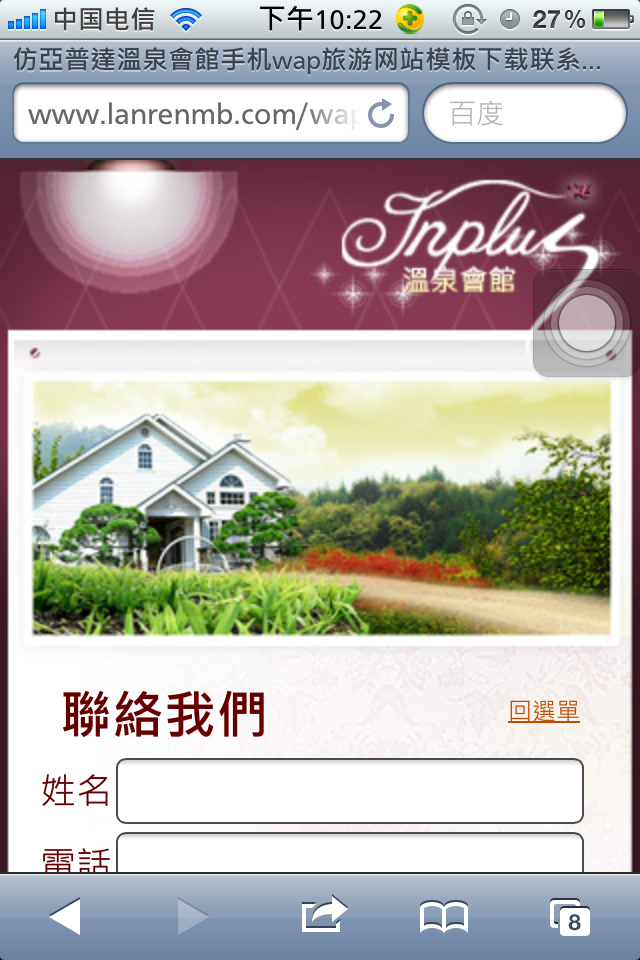 中国电信 下午10:22 27%
仿亞普達溫泉會館手机wap旅游网站模板下载联系...
www.lanrenmb.com/wap
百度
Inplus
溫泉會館
聯絡我們
回選單
姓名
電話
8